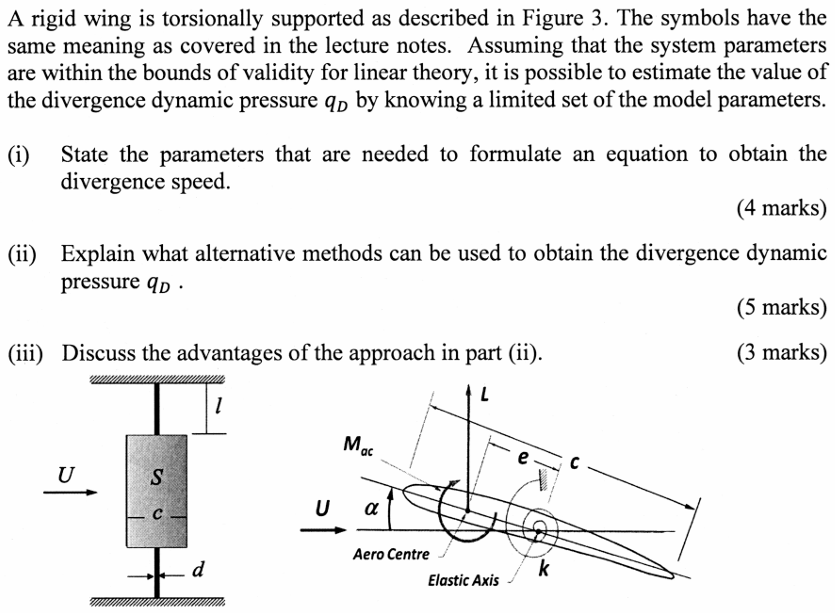 A rigid wing is torsionally supported as described in Figure 3. The symbols have the
same meaning as covered in the lecture notes. Assuming that the system parameters
are within the bounds of validity for linear theory, it is possible to estimate the value of
the divergence dynamic pressure q_D by knowing a limited set of the model parameters.
(i) State the parameters that are needed to formulate an equation to obtain the
divergence speed.
(4 marks)
(ii) Explain what alternative methods can be used to obtain the divergence dynamic
pressure q_D .
(5 marks)
(iii) Discuss the advantages of the approach in part (ii).
(3 marks)
l
U
S
c
d
L
M_ac
e
c
U
α
Aero Centre
Elastic Axis
k